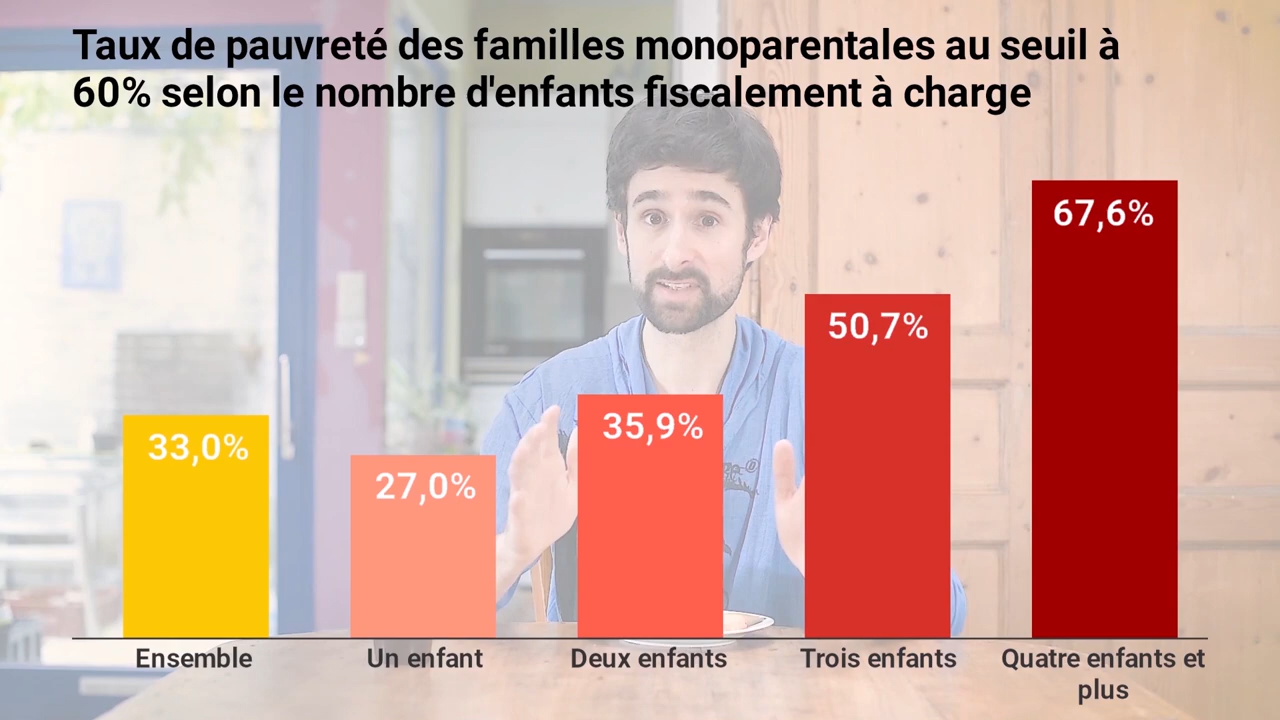 Taux de pauvreté des familles monoparentales au seuil à
60% selon le nombre d'enfants fiscalement à charge
67,6%
50,7%
35,9%
33,0%
27,0%
Ensemble
Un enfant
Deux enfants
Trois enfants
Quatre enfants et
plus